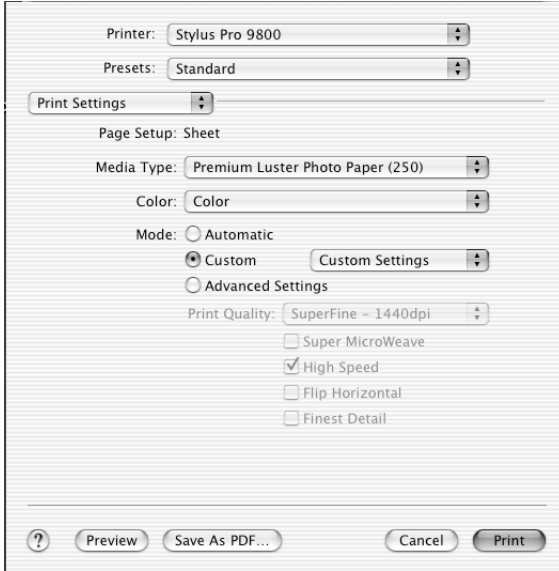 Printer: Stylus Pro 9800
Presets: Standard
Print Settings
Page Setup: Sheet
Media Type: Premium Luster Photo Paper (250)
Color: Color
Mode: Automatic
Custom Custom Settings
Advanced Settings
Print Quality: SuperFine – 1440dpi
Super MicroWeave
High Speed
Flip Horizontal
Finest Detail
? Preview Save As PDF... Cancel Print